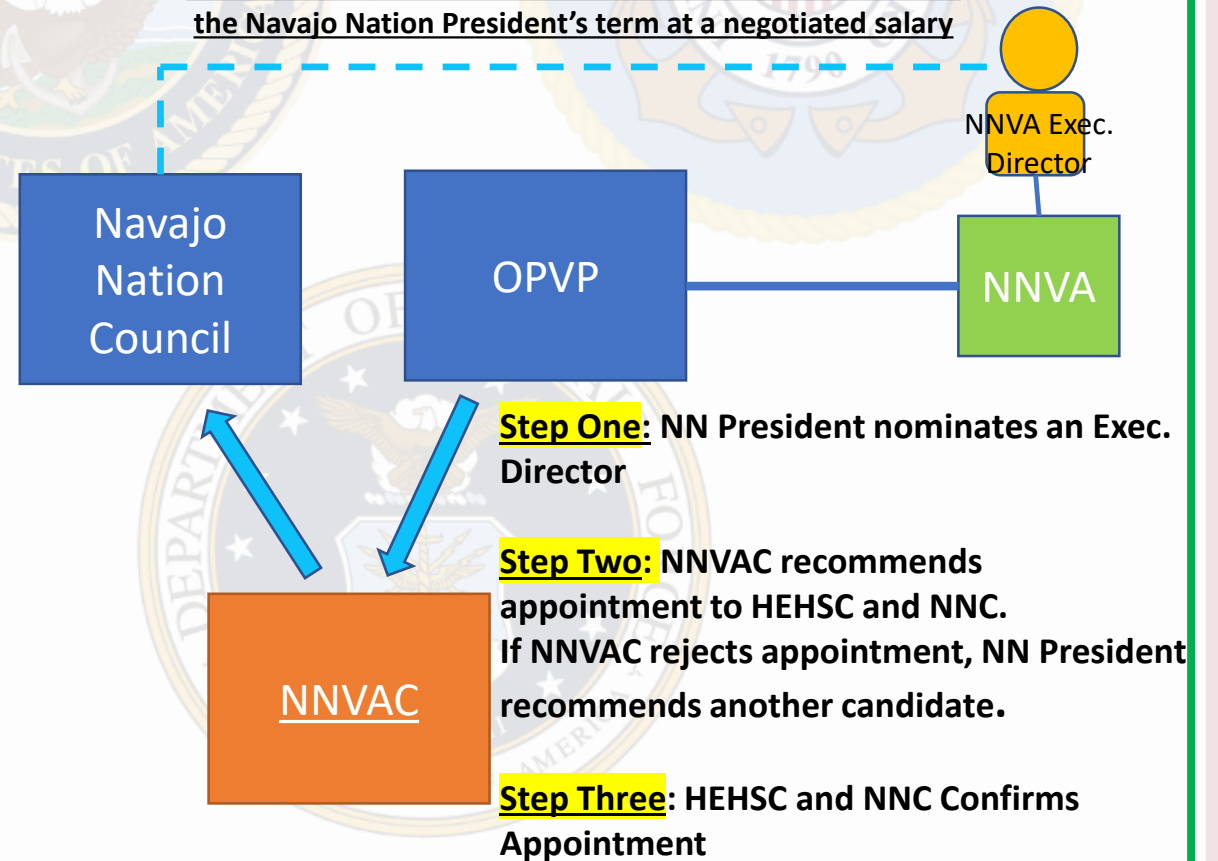 the Navajo Nation President’s term at a negotiated salary
1790
NNVA Exec.
Director
Navajo
Nation
Council
OPVP
NNVA
Step One: NN President nominates an Exec.
Director
Step Two: NNVAC recommends
appointment to HEHSC and NNC.
If NNVAC rejects appointment, NN President
recommends another candidate.
NNVAC
Step Three: HEHSC and NNC Confirms
Appointment